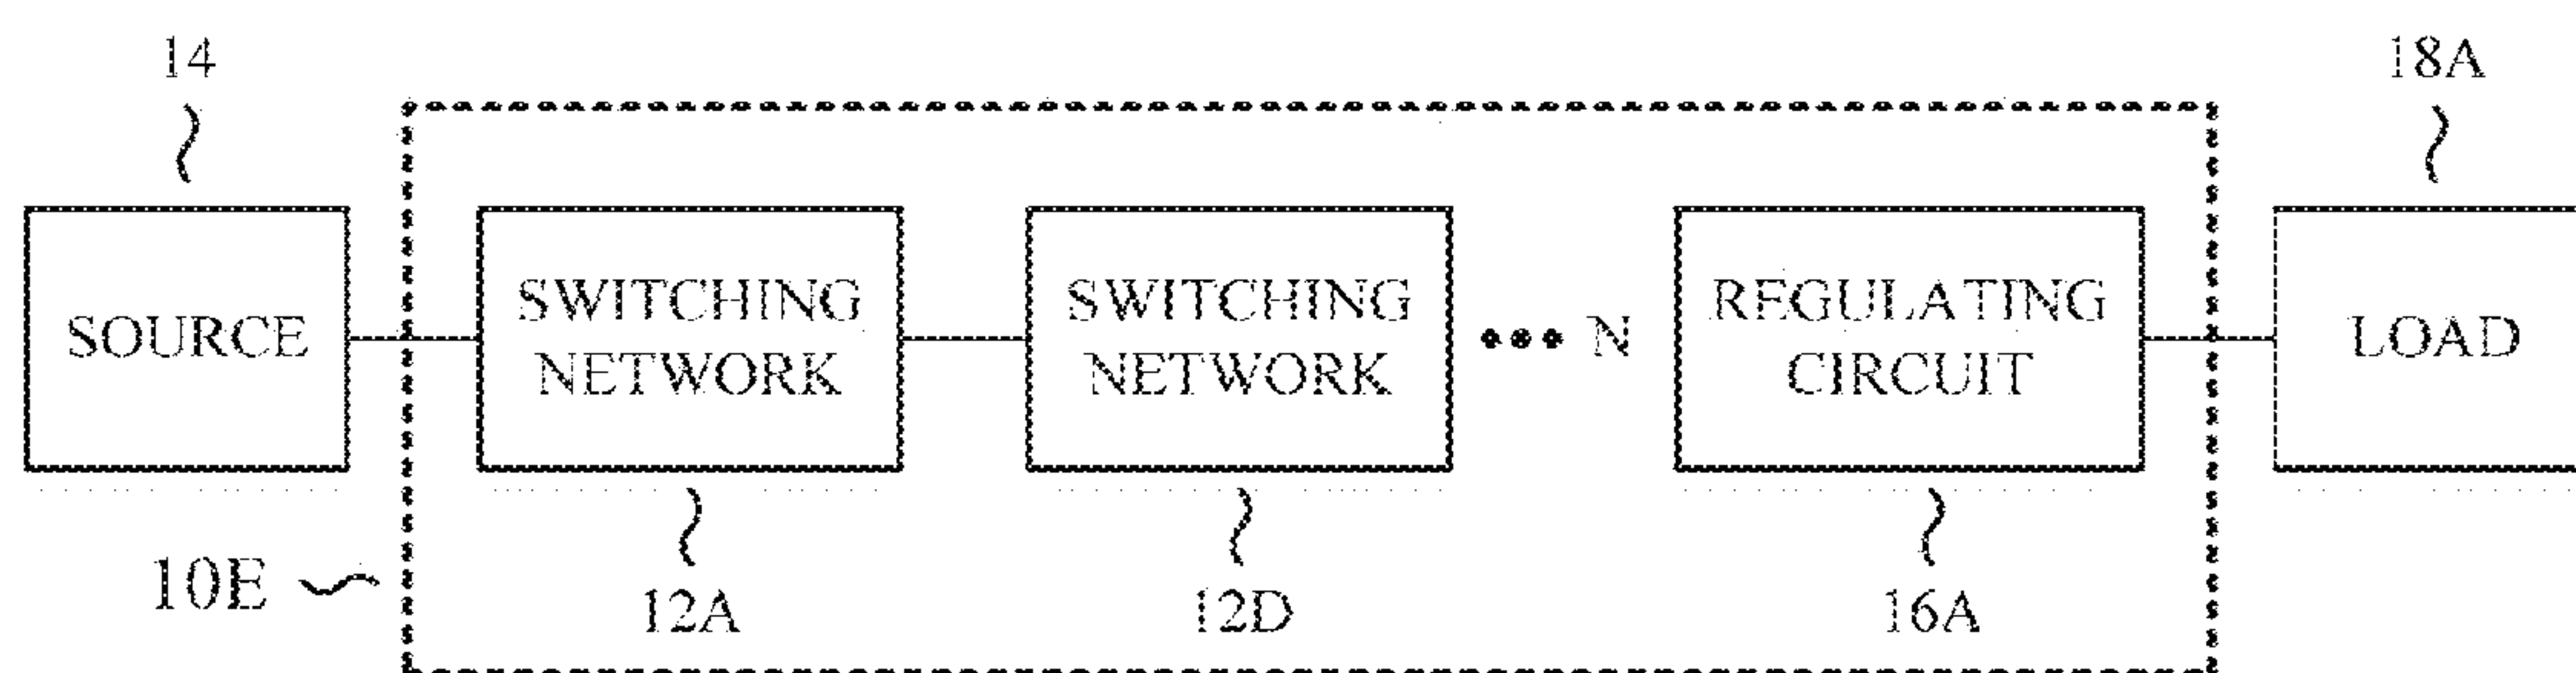 14
18A
SOURCE
SWITCHING
NETWORK
SWITCHING
NETWORK
••• N
REGULATING
CIRCUIT
LOAD
10E
12A
12D
16A